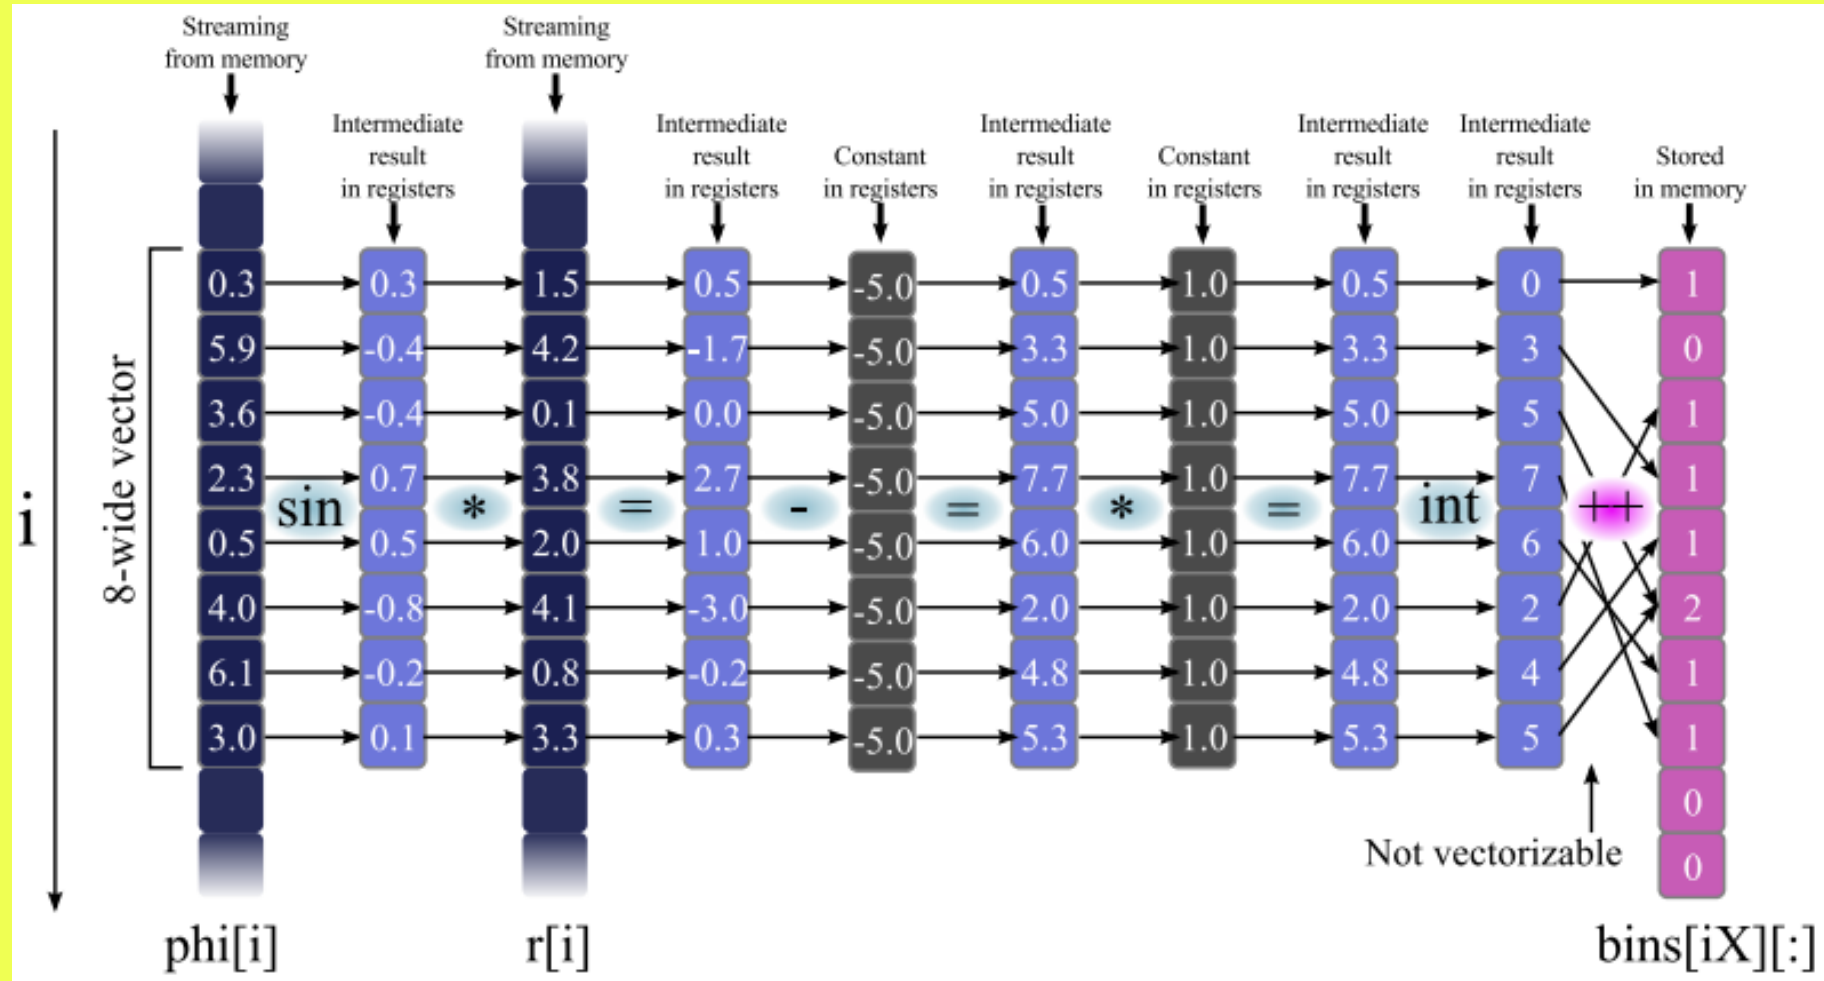 Streaming
from memory
Streaming
from memory
Intermediate
result
in registers
Intermediate
result
in registers
Constant
in registers
Intermediate
result
in registers
Constant
in registers
Intermediate
result
in registers
Intermediate
result
in registers
Stored
in memory
i
8-wide vector
0.3 0.3 1.5 0.5 -5.0 0.5 1.0 0.5 0 1
5.9 -0.4 4.2 -1.7 -5.0 3.3 1.0 3.3 3 0
3.6 -0.4 0.1 0.0 -5.0 5.0 1.0 5.0 5 1
2.3 0.7 3.8 2.7 -5.0 7.7 1.0 7.7 7 1
sin * = - = * = int ++
0.5 0.5 2.0 1.0 -5.0 6.0 1.0 6.0 6 1
4.0 -0.8 4.1 -3.0 -5.0 2.0 1.0 2.0 2 2
6.1 -0.2 0.8 -0.2 -5.0 4.8 1.0 4.8 4 1
3.0 0.1 3.3 0.3 -5.0 5.3 1.0 5.3 5 1
0
0
Not vectorizable
phi[i] r[i] bins[iX][:]